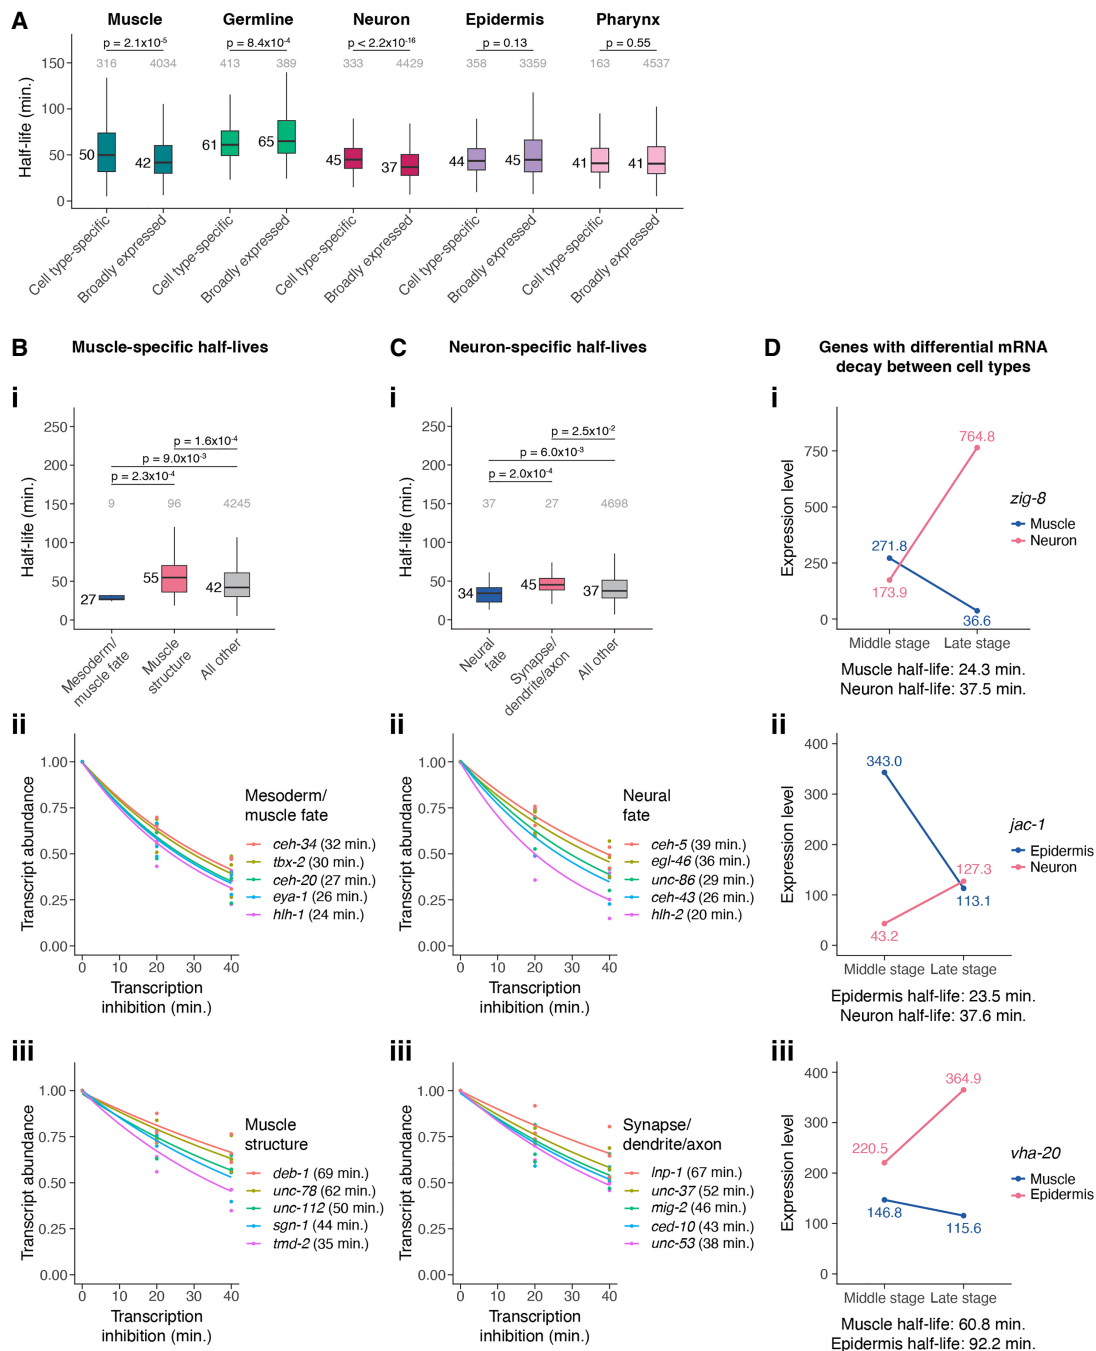 A
Muscle Germline Neuron Epidermis Pharynx
p = 2.1x10-5 p = 8.4x10-4 p < 2.2x10-16 p = 0.13 p = 0.55
316 4034 413 389 333 4429 358 3359 163 4537
Half-life (min.)
150
100
50
0
50 42 61 65 45 37 44 45 41 41
Cell type-specific Broadly expressed Cell type-specific Broadly expressed Cell type-specific Broadly expressed Cell type-specific Broadly expressed Cell type-specific Broadly expressed
B Muscle-specific half-lives
i
Half-life (min.)
250
200
150
100
50
0
p = 1.6x10-4
p = 9.0x10-3
p = 2.3x10-4
9 96 4245
27 55 42
Mesoderm/
muscle fate
Muscle
structure
All other
ii
Transcript abundance
1.00
0.75
0.50
0.25
0.00
0 10 20 30 40
Transcription
inhibition (min.)
Mesoderm/
muscle fate
ceh-34 (32 min.)
tbx-2 (30 min.)
ceh-20 (27 min.)
eya-1 (26 min.)
hlh-1 (24 min.)
iii
Transcript abundance
1.00
0.75
0.50
0.25
0.00
0 10 20 30 40
Transcription
inhibition (min.)
Muscle
structure
deb-1 (69 min.)
unc-78 (62 min.)
unc-112 (50 min.)
sgn-1 (44 min.)
tmd-2 (35 min.)
C Neuron-specific half-lives
i
Half-life (min.)
250
200
150
100
50
0
p = 2.5x10-2
p = 6.0x10-3
p = 2.0x10-4
37 27 4698
34 45 37
Neural
fate
Synapse/
dendrite/axon
All other
ii
Transcript abundance
1.00
0.75
0.50
0.25
0.00
0 10 20 30 40
Transcription
inhibition (min.)
Neural
fate
ceh-5 (39 min.)
egl-46 (36 min.)
unc-86 (29 min.)
ceh-43 (26 min.)
hlh-2 (20 min.)
iii
Transcript abundance
1.00
0.75
0.50
0.25
0.00
0 10 20 30 40
Transcription
inhibition (min.)
Synapse/
dendrite/axon
lnp-1 (67 min.)
unc-37 (52 min.)
mig-2 (46 min.)
ced-10 (43 min.)
unc-53 (38 min.)
D Genes with differential mRNA
decay between cell types
i
Expression level
750
500
250
0
764.8
271.8
173.9
36.6
Middle stage Late stage
zig-8
Muscle
Neuron
Muscle half-life: 24.3 min.
Neuron half-life: 37.5 min.
ii
Expression level
400
300
200
100
0
343.0
127.3
113.1
43.2
Middle stage Late stage
jac-1
Epidermis
Neuron
Epidermis half-life: 23.5 min.
Neuron half-life: 37.6 min.
iii
Expression level
400
300
200
100
0
364.9
220.5
146.8
115.6
Middle stage Late stage
vha-20
Muscle
Epidermis
Muscle half-life: 60.8 min.
Epidermis half-life: 92.2 min.